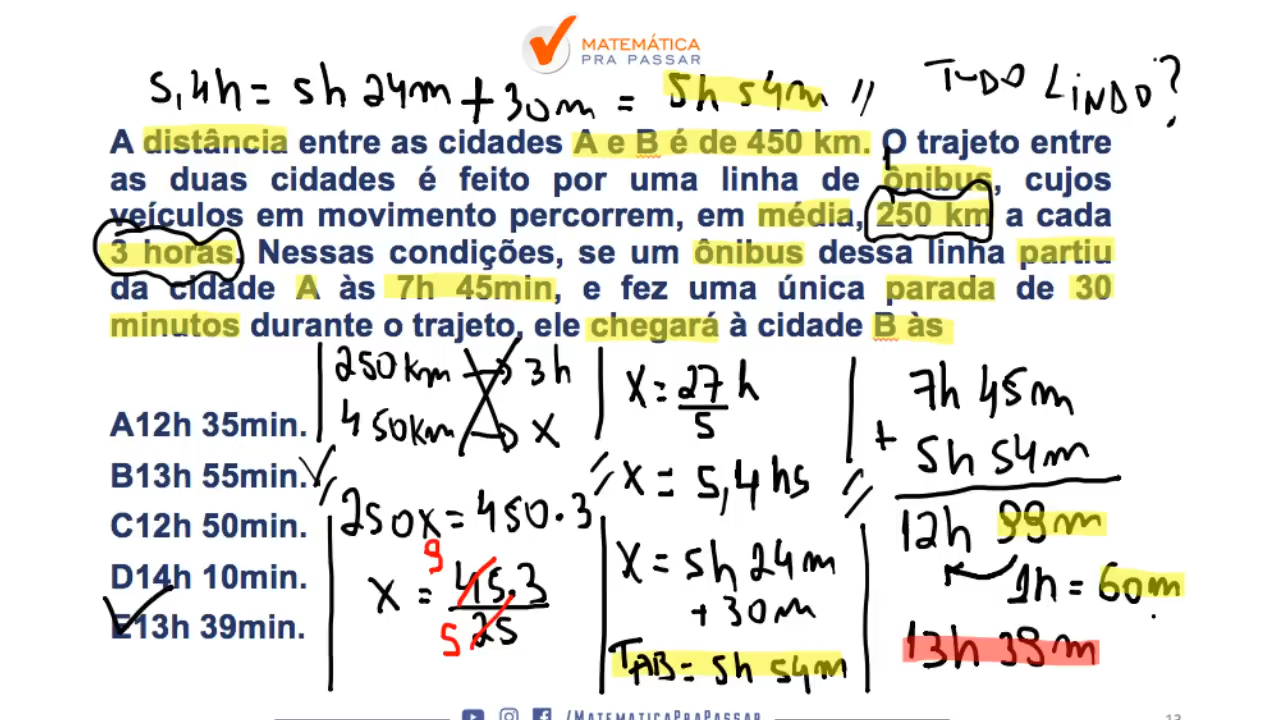 MATEMÁTICA
PRA PASSAR
5,4h = 5h 24m + 30m = 5h 54m //
TUDO LINDO?
A distância entre as cidades A e B é de 450 km. O trajeto entre
as duas cidades é feito por uma linha de ônibus, cujos
veículos em movimento percorrem, em média, 250 km a cada
3 horas. Nessas condições, se um ônibus dessa linha partiu
da cidade A às 7h 45min, e fez uma única parada de 30
minutos durante o trajeto, ele chegará à cidade B às
A12h 35min.
B13h 55min.
C12h 50min.
D14h 10min.
E13h 39min.
250km → 3h
450km → x
250x = 450.3
9
x = 45.3
5 25
x = 27 h
5
x = 5,4 hs
x = 5h 24m
+ 30m
TAB = 5h 54m
7h 45m
+ 5h 54m
12h 99m
1h = 60m
13h 39m
/MATEMATICAPRAPASSAR
13